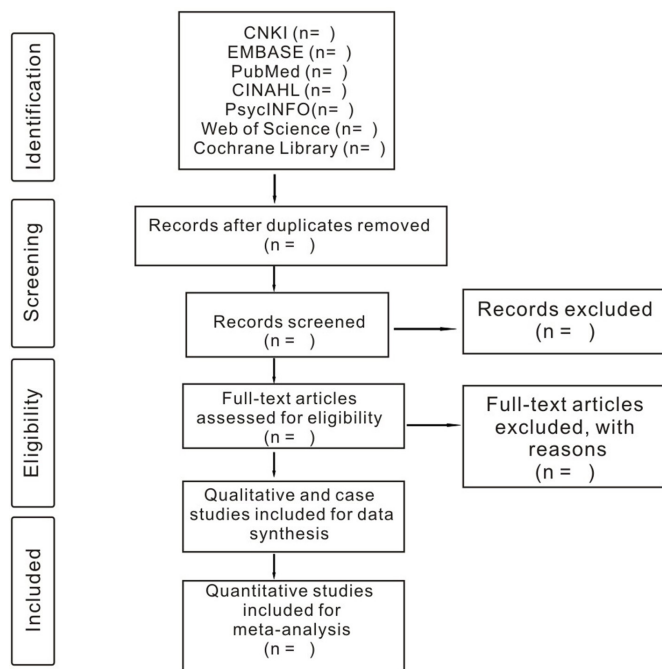 Identification
CNKI (n=  )
EMBASE (n=  )
PubMed (n=  )
CINAHL (n=  )
PsycINFO(n=  )
Web of Science (n=  )
Cochrane Library (n=  )
Screening
Records after duplicates removed
(n =   )
Records screened
(n =   )
Records excluded
(n =   )
Eligibility
Full-text articles
assessed for eligibility
(n =   )
Full-text articles
excluded, with
reasons
(n =   )
Included
Qualitative and case
studies included for data
synthesis
Quantitative studies
included for
meta-analysis
(n =   )